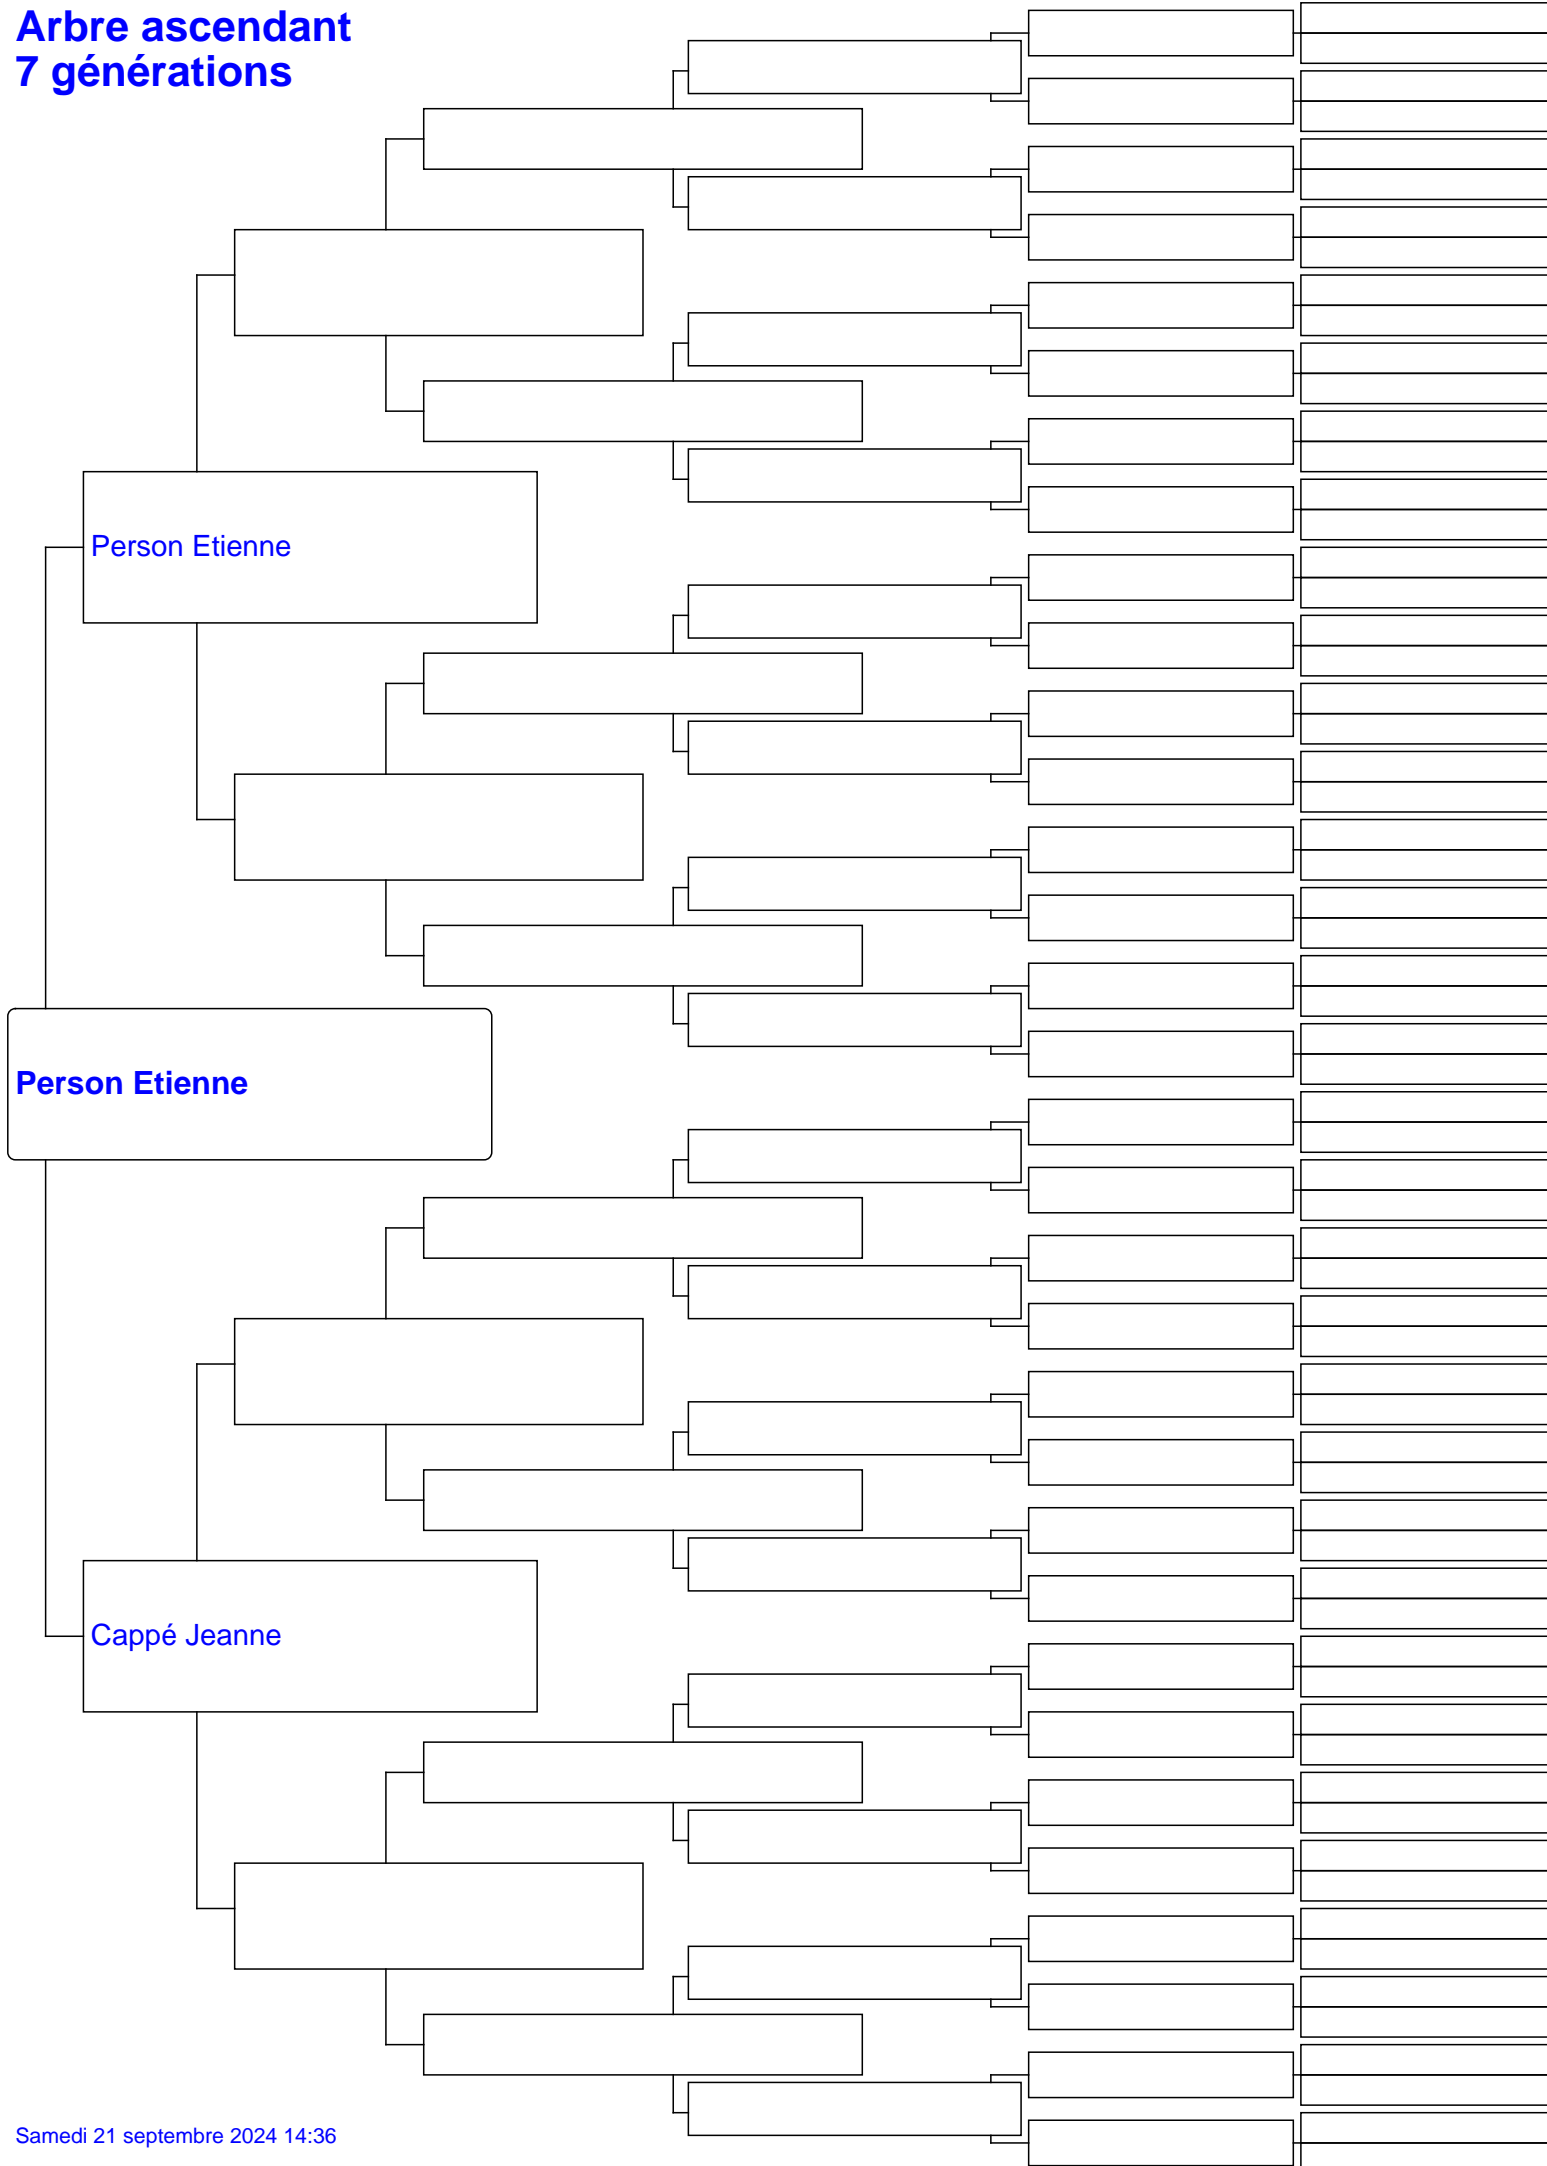 Arbre ascendant
7 générations
Person Etienne
Person Etienne
Cappé Jeanne
Samedi 21 septembre 2024 14:36